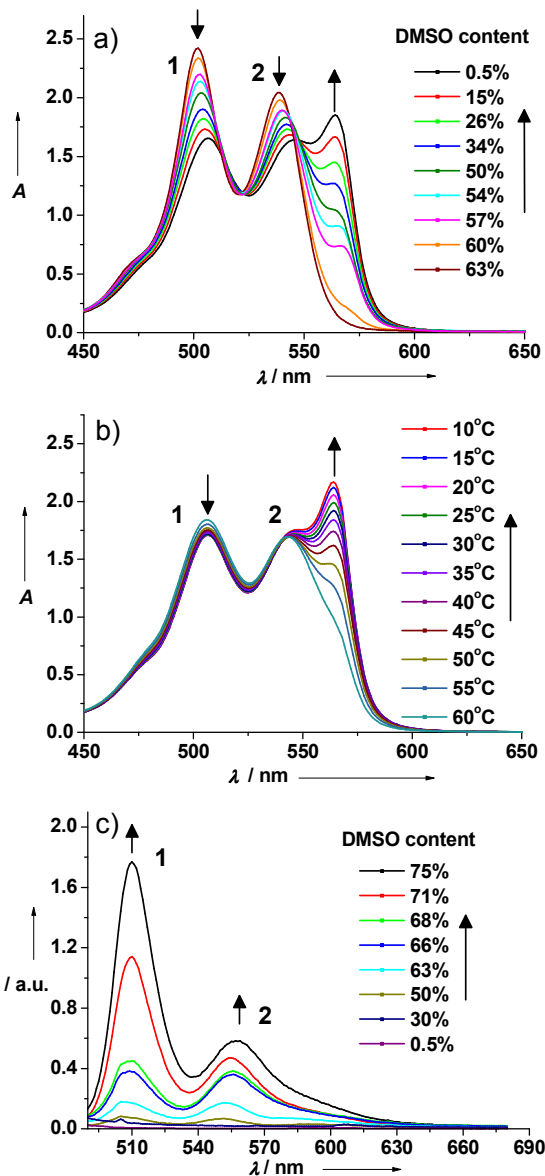 a)
DMSO content
1
2
0.5%
15%
26%
34%
50%
54%
57%
60%
63%
A
2.5
2.0
1.5
1.0
0.5
0.0
450 500 550 600 650
λ / nm
b)
1
2
10°C
15°C
20°C
25°C
30°C
35°C
40°C
45°C
50°C
55°C
60°C
A
2.5
2.0
1.5
1.0
0.5
0.0
450 500 550 600 650
λ / nm
c)
DMSO content
1
2
75%
71%
68%
66%
63%
50%
30%
0.5%
/ a.u.
2.0
1.6
1.2
0.8
0.4
0.0
510 540 570 600 630 660 690
λ / nm